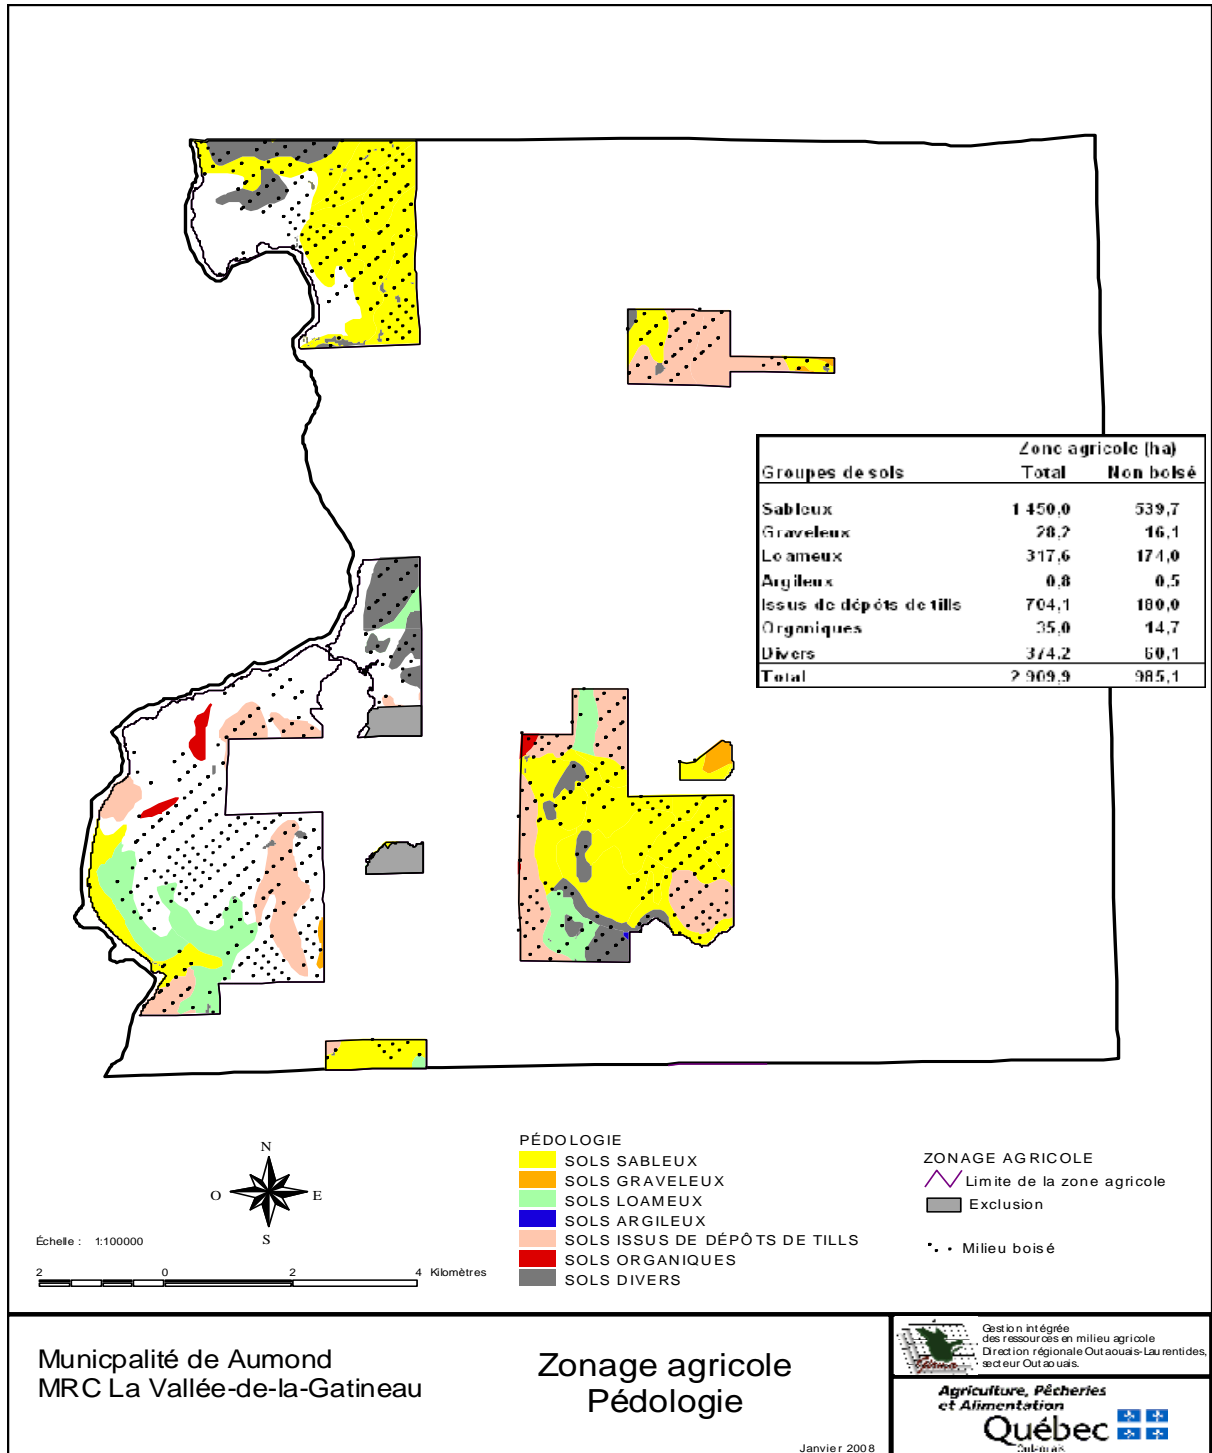 Zone agricole (ha)
Groupes de sols Total Non boisé
Sableux 1 450,0 539,7
Graveleux 28,2 16,1
Loameux 317,6 174,0
Argileux 0,8 0,5
Issus de dépôts de tills 704,1 180,0
Organiques 35,0 14,7
Divers 374,2 60,1
Total 2 909,9 985,1
N
O E
S
Échelle : 1:100000
2 0 2 4 Kilomètres
PÉDOLOGIE
SOLS SABLEUX
SOLS GRAVELEUX
SOLS LOAMEUX
SOLS ARGILEUX
SOLS ISSUS DE DÉPÔTS DE TILLS
SOLS ORGANIQUES
SOLS DIVERS
ZONAGE AGRICOLE
Limite de la zone agricole
Exclusion
Milieu boisé
Municpalité de Aumond
MRC La Vallée-de-la-Gatineau
Zonage agricole
Pédologie
Janvier 2008
Gestion intégrée
des ressources en milieu agricole
Direction régionale Outaouais-Laurentides,
secteur Outaouais.
Agriculture, Pêcheries
et Alimentation
Québec
Outaouais